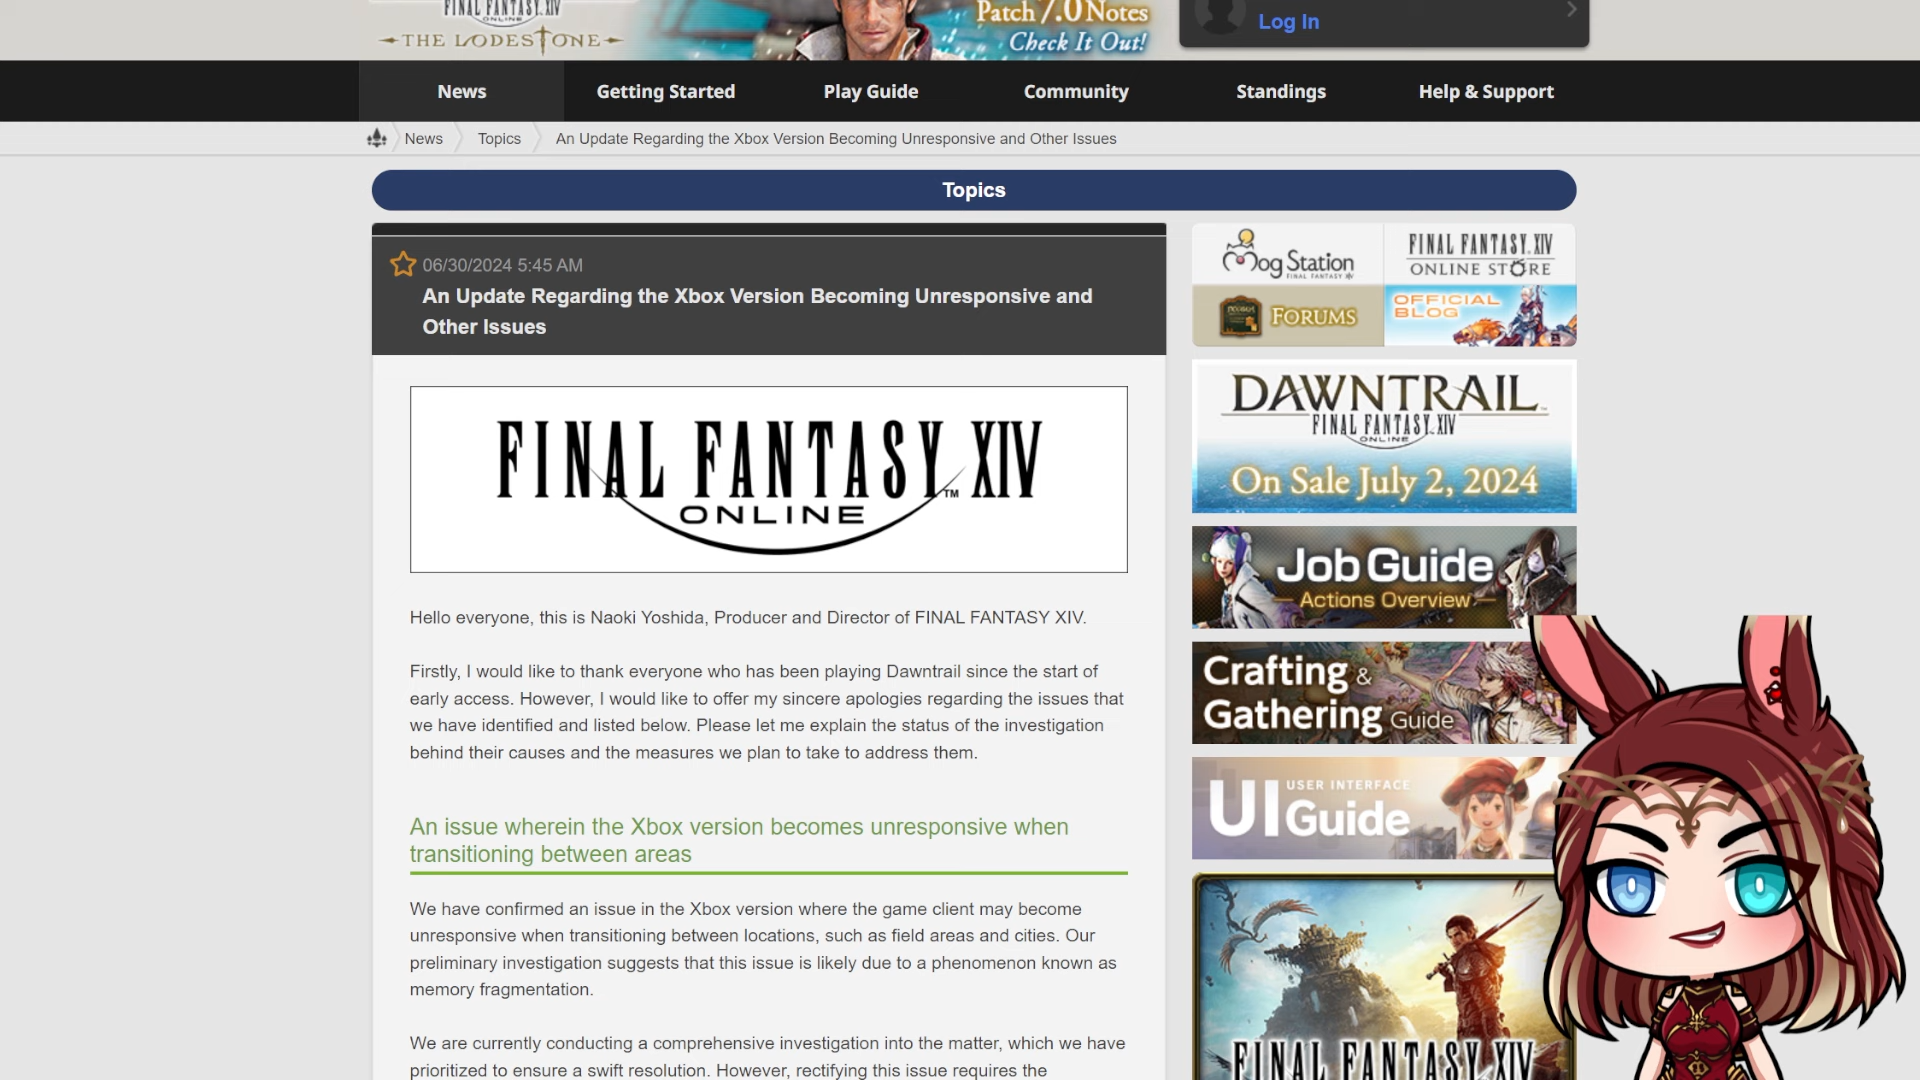 FINAL FANTASY XIV
ONLINE
THE LODESTONE
Patch 7.0 Notes
Check It Out!
Log In
News
Getting Started
Play Guide
Community
Standings
Help & Support
News
Topics
An Update Regarding the Xbox Version Becoming Unresponsive and Other Issues
Topics
06/30/2024 5:45 AM
An Update Regarding the Xbox Version Becoming Unresponsive and
Other Issues
FINAL FANTASY XIV
TM
ONLINE
Hello everyone, this is Naoki Yoshida, Producer and Director of FINAL FANTASY XIV.
Firstly, I would like to thank everyone who has been playing Dawntrail since the start of
early access. However, I would like to offer my sincere apologies regarding the issues that
we have identified and listed below. Please let me explain the status of the investigation
behind their causes and the measures we plan to take to address them.
An issue wherein the Xbox version becomes unresponsive when
transitioning between areas
We have confirmed an issue in the Xbox version where the game client may become
unresponsive when transitioning between locations, such as field areas and cities. Our
preliminary investigation suggests that this issue is likely due to a phenomenon known as
memory fragmentation.
We are currently conducting a comprehensive investigation into the matter, which we have
prioritized to ensure a swift resolution. However, rectifying this issue requires the
Mog Station
FINAL FANTASY XIV
FINAL FANTASY XIV
ONLINE STORE
FORUMS
OFFICIAL
BLOG
DAWNTRAIL
FINAL FANTASY XIV
ONLINE
On Sale July 2, 2024
Job Guide
Actions Overview
Crafting &
Gathering Guide
USER INTERFACE
UI Guide
FINAL FANTASY XIV